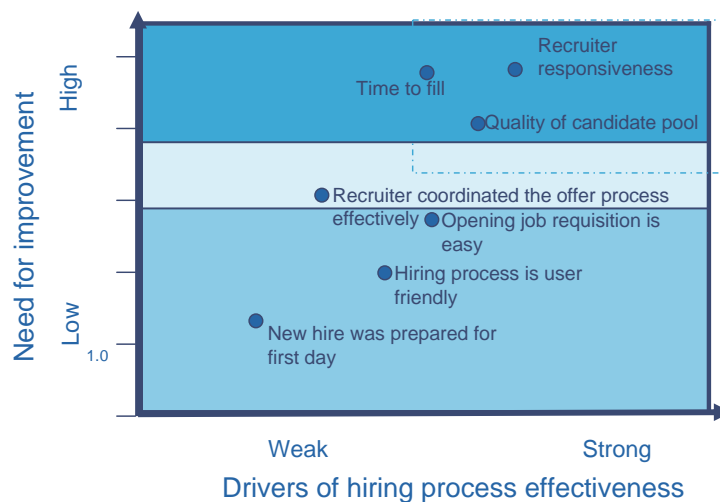 Recruiter
responsiveness
Time to fill
Quality of candidate pool
Recruiter coordinated the offer process
effectively
Opening job requisition is
easy
Hiring process is user
friendly
New hire was prepared for
first day
Need for improvement
High
Low
1.0
Weak
Strong
Drivers of hiring process effectiveness